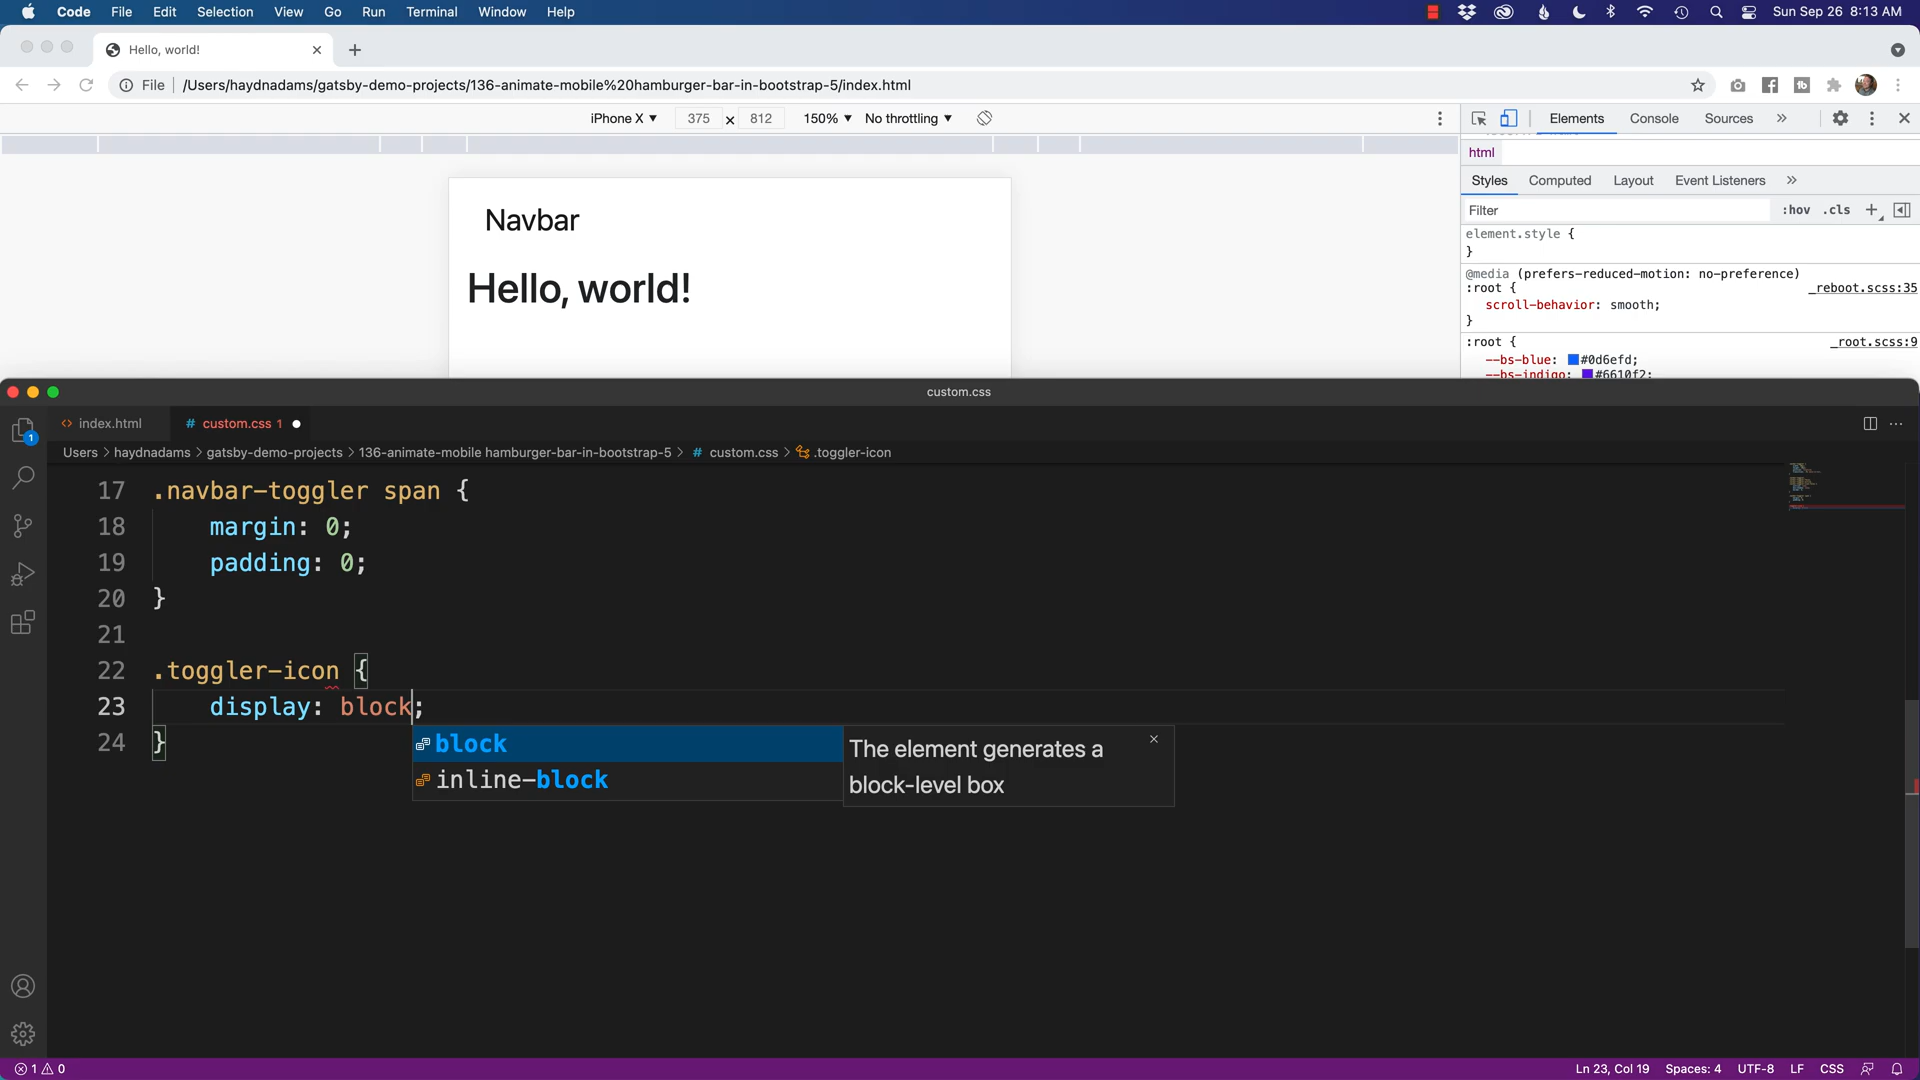 Code File Edit Selection View Go Run Terminal Window Help Sun Sep 26 8:13 AM
Hello, world!
File /Users/haydnadams/gatsby-demo-projects/136-animate-mobile%20hamburger-bar-in-bootstrap-5/index.html
iPhone X 375 × 812 150% No throttling
Elements Console Sources »
html
Styles Computed Layout Event Listeners »
Filter :hov .cls +
element.style {
}
@media (prefers-reduced-motion: no-preference)
:root { _reboot.scss:35
scroll-behavior: smooth;
}
:root { _root.scss:9
--bs-blue: #0d6efd;
--bs-indigo: #6610f2;
Navbar
Hello, world!
custom.css
index.html # custom.css 1
Users > haydnadams > gatsby-demo-projects > 136-animate-mobile hamburger-bar-in-bootstrap-5 > # custom.css > .toggler-icon
17 .navbar-toggler span {
18 margin: 0;
19 padding: 0;
20 }
21
22 .toggler-icon {
23 display: block;
24 }
block
inline-block
The element generates a
block-level box
1
1 0
Ln 23, Col 19 Spaces: 4 UTF-8 LF CSS